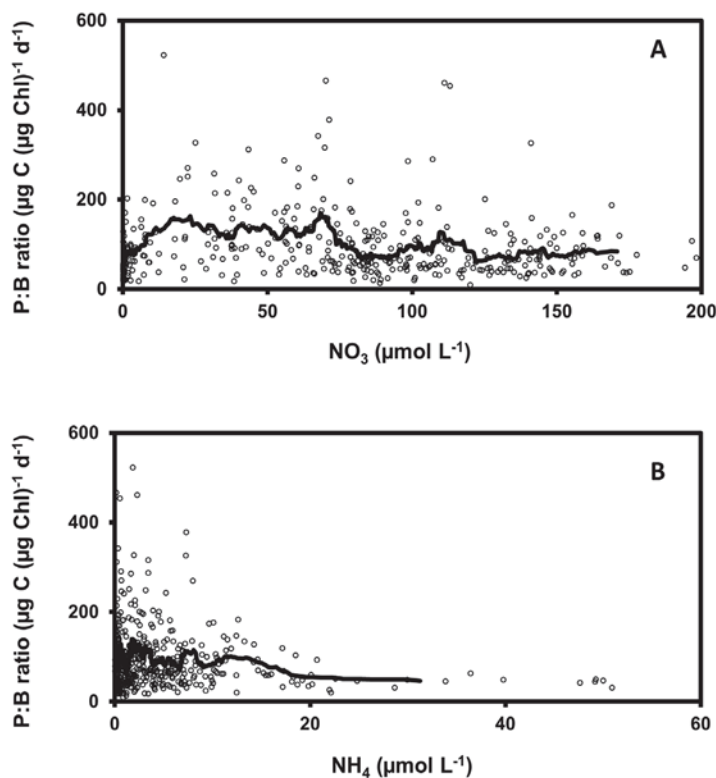 600
A
400
200
0
0 50 100 150 200
P:B ratio (µg C (µg Chl)⁻¹ d⁻¹)
NO₃ (µmol L⁻¹)
600
B
400
200
0
0 20 40 60
P:B ratio (µg C (µg Chl)⁻¹ d⁻¹)
NH₄ (µmol L⁻¹)